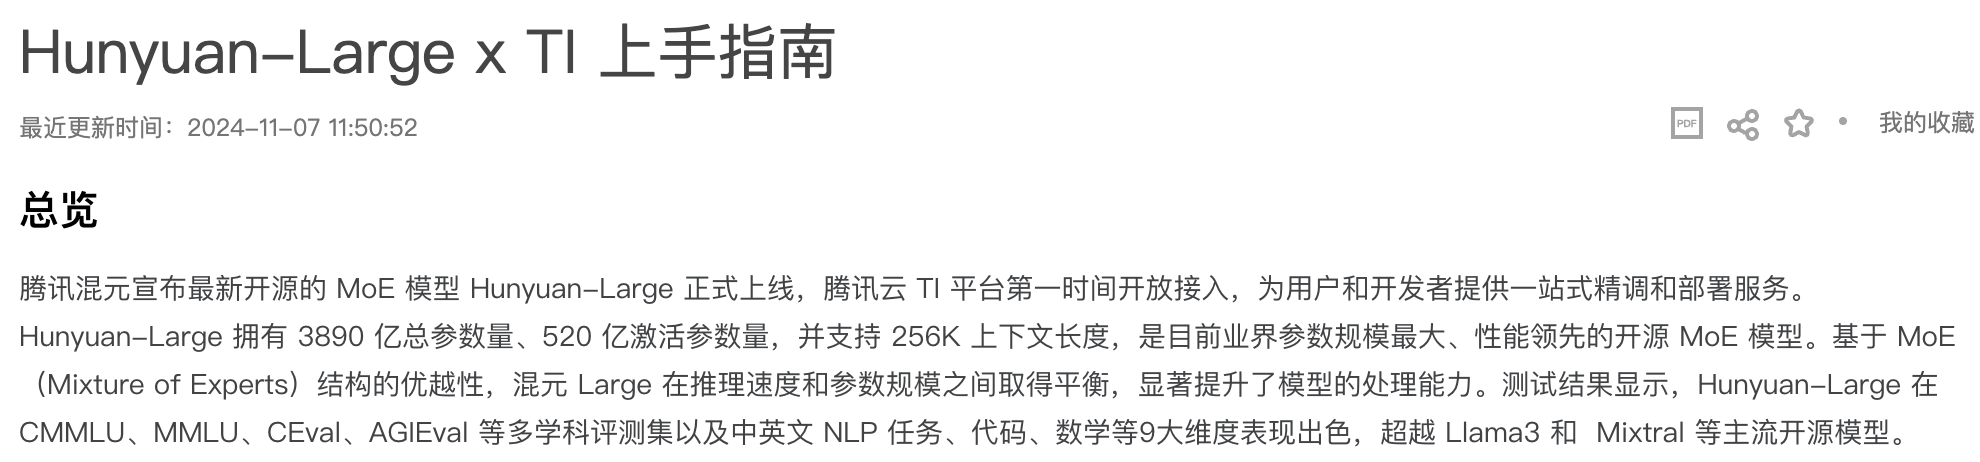 Hunyuan-Large x TI 上手指南
最近更新时间：2024-11-07 11:50:52
PDF
我的收藏
总览
腾讯混元宣布最新开源的 MoE 模型 Hunyuan-Large 正式上线，腾讯云 TI 平台第一时间开放接入，为用户和开发者提供一站式精调和部署服务。
Hunyuan-Large 拥有 3890 亿总参数量、520 亿激活参数量，并支持 256K 上下文长度，是目前业界参数规模最大、性能领先的开源 MoE 模型。基于 MoE
（Mixture of Experts）结构的优越性，混元 Large 在推理速度和参数规模之间取得平衡，显著提升了模型的处理能力。测试结果显示，Hunyuan-Large 在
CMMLU、MMLU、CEval、AGIEval 等多学科评测集以及中英文 NLP 任务、代码、数学等9大维度表现出色，超越 Llama3 和 Mixtral 等主流开源模型。